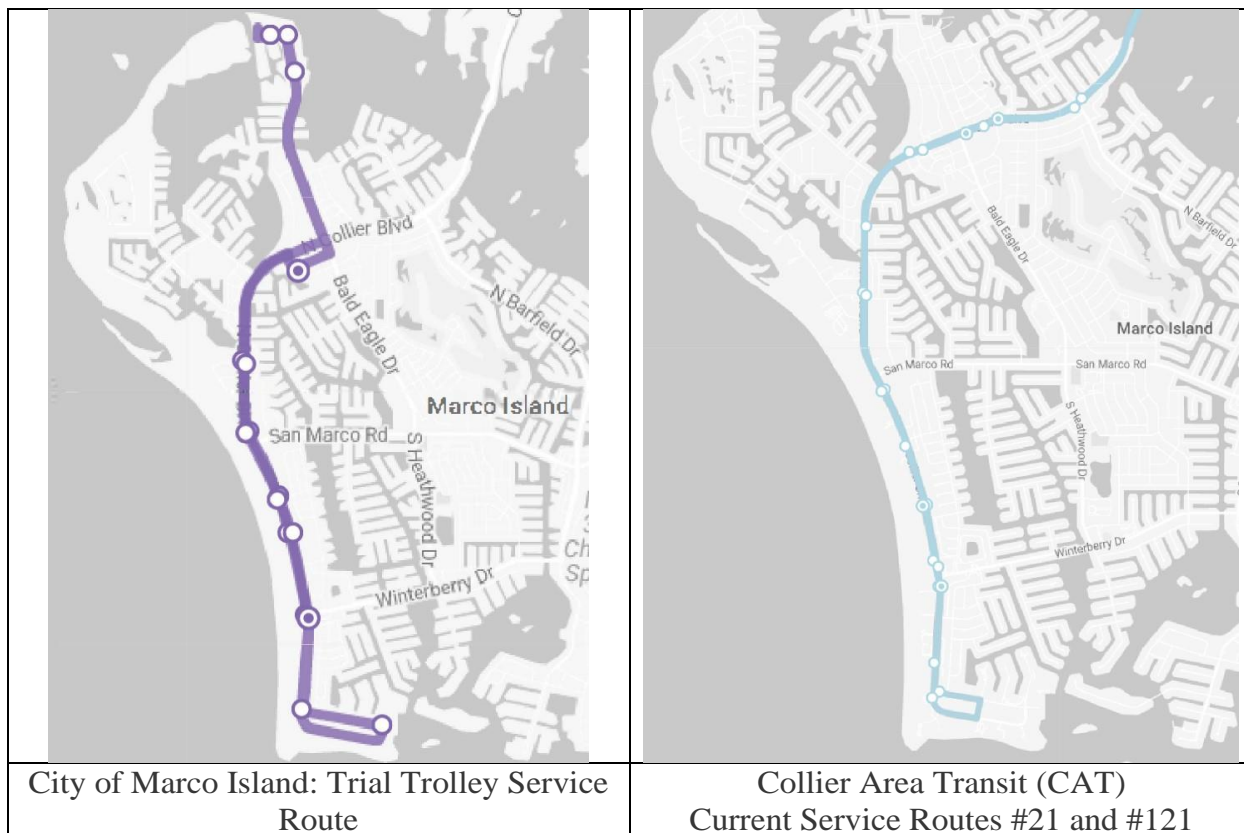 N Collier Blvd
Bald Eagle Dr
N Barfield Dr
Marco Island
San Marco Rd
S Heathwood Dr
Winterberry Dr
Bald Eagle Dr
N Barfield Dr
Marco Island
San Marco Rd
San Marco Rd
S Heathwood Dr
Winterberry Dr
City of Marco Island: Trial Trolley Service
Route
Collier Area Transit (CAT)
Current Service Routes #21 and #121